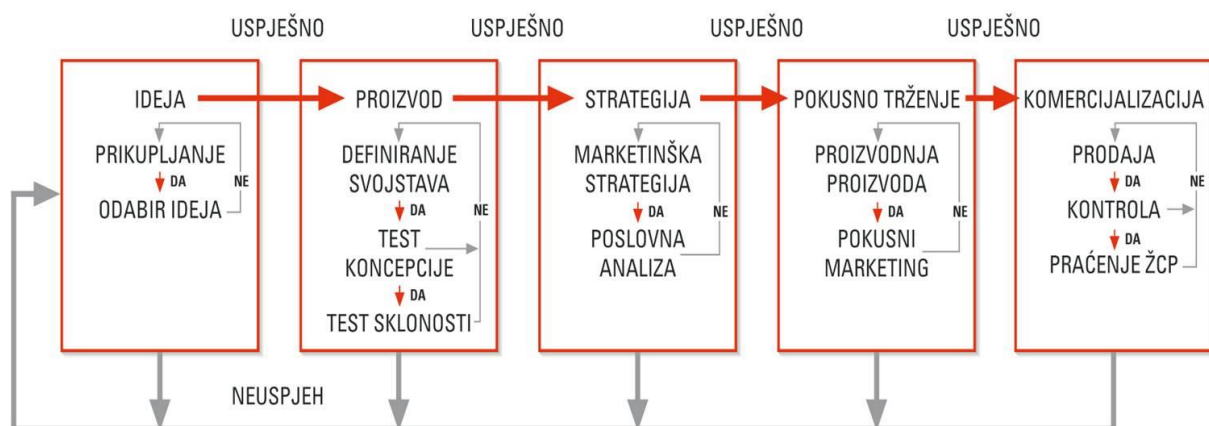 USPJEŠNO
USPJEŠNO
USPJEŠNO
USPJEŠNO
IDEJA
PRIKUPLJANJE
DA
NE
ODABIR IDEJA
PROIZVOD
DEFINIRANJE
SVOJSTAVA
DA
NE
TEST
KONCEPCIJE
DA
TEST SKLONOSTI
STRATEGIJA
MARKETINŠKA
STRATEGIJA
DA
NE
POSLOVNA
ANALIZA
POKUSNO TRŽENJE
PROIZVODNJA
PROIZVODA
DA
NE
POKUSNI
MARKETING
KOMERCIJALIZACIJA
PRODAJA
DA
NE
KONTROLA
DA
PRAĆENJE ŽCP
NEUSPJEH